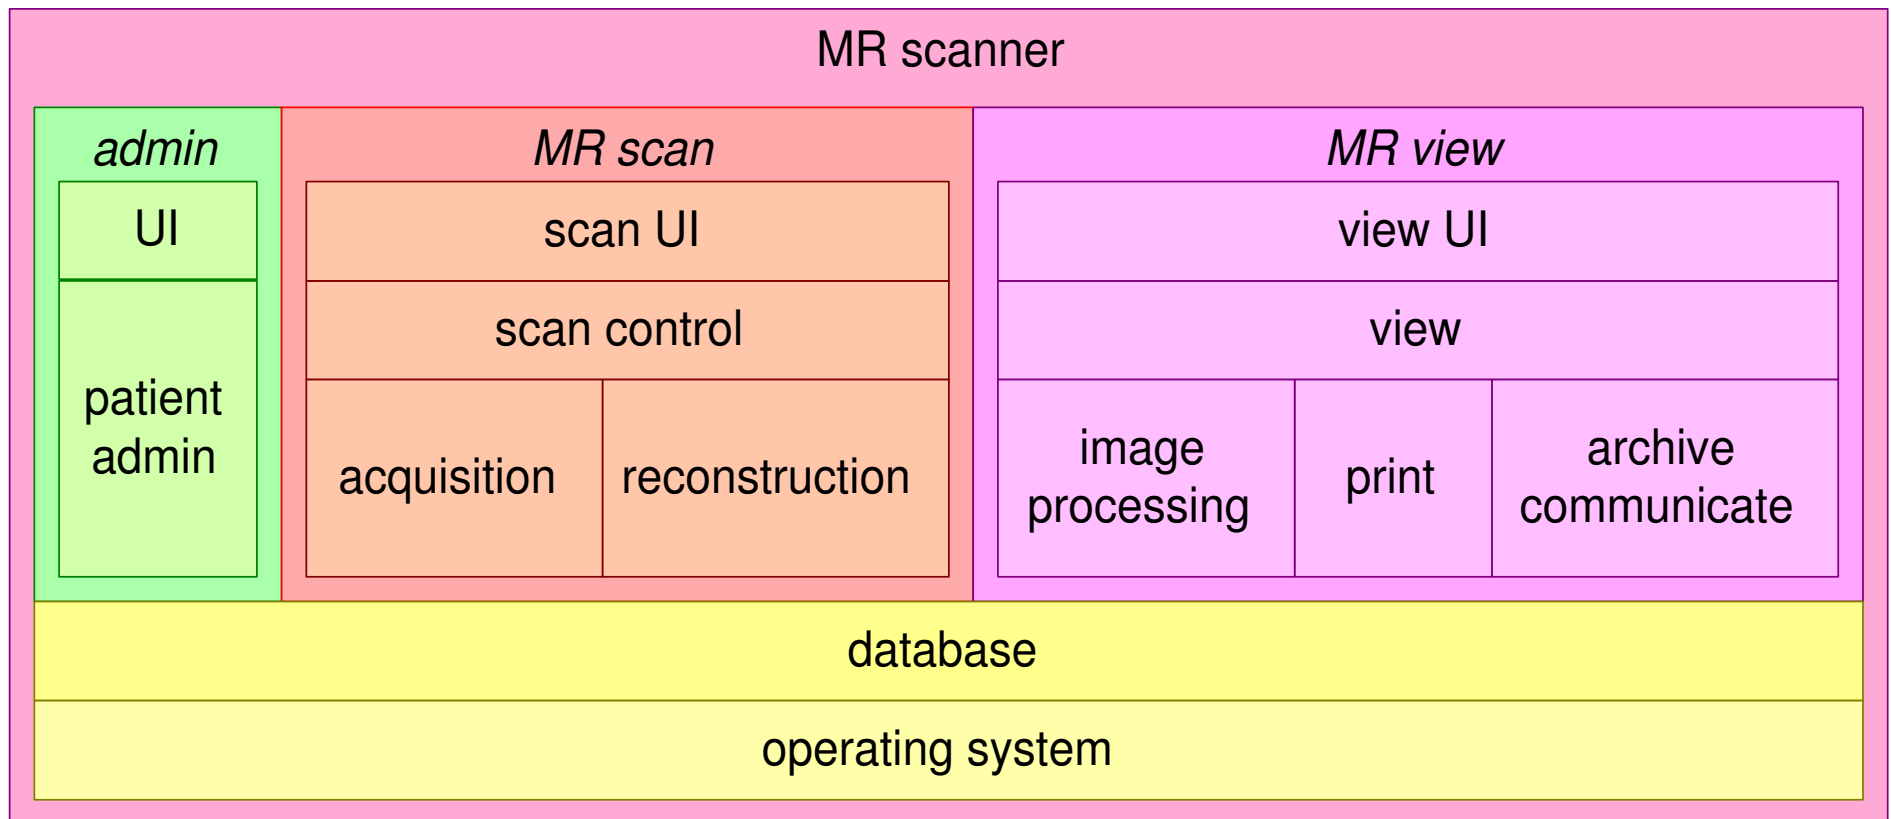 MR scanner
admin
UI
patient
admin
MR scan
scan UI
scan control
acquisition
reconstruction
MR view
view UI
view
image
processing
print
archive
communicate
database
operating system